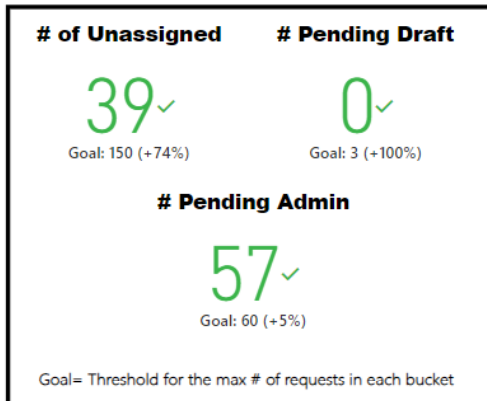 # of Unassigned
# Pending Draft
39
0
Goal: 150 (+74%)
Goal: 3 (+100%)
# Pending Admin
57
Goal: 60 (+5%)
Goal= Threshold for the max # of requests in each bucket